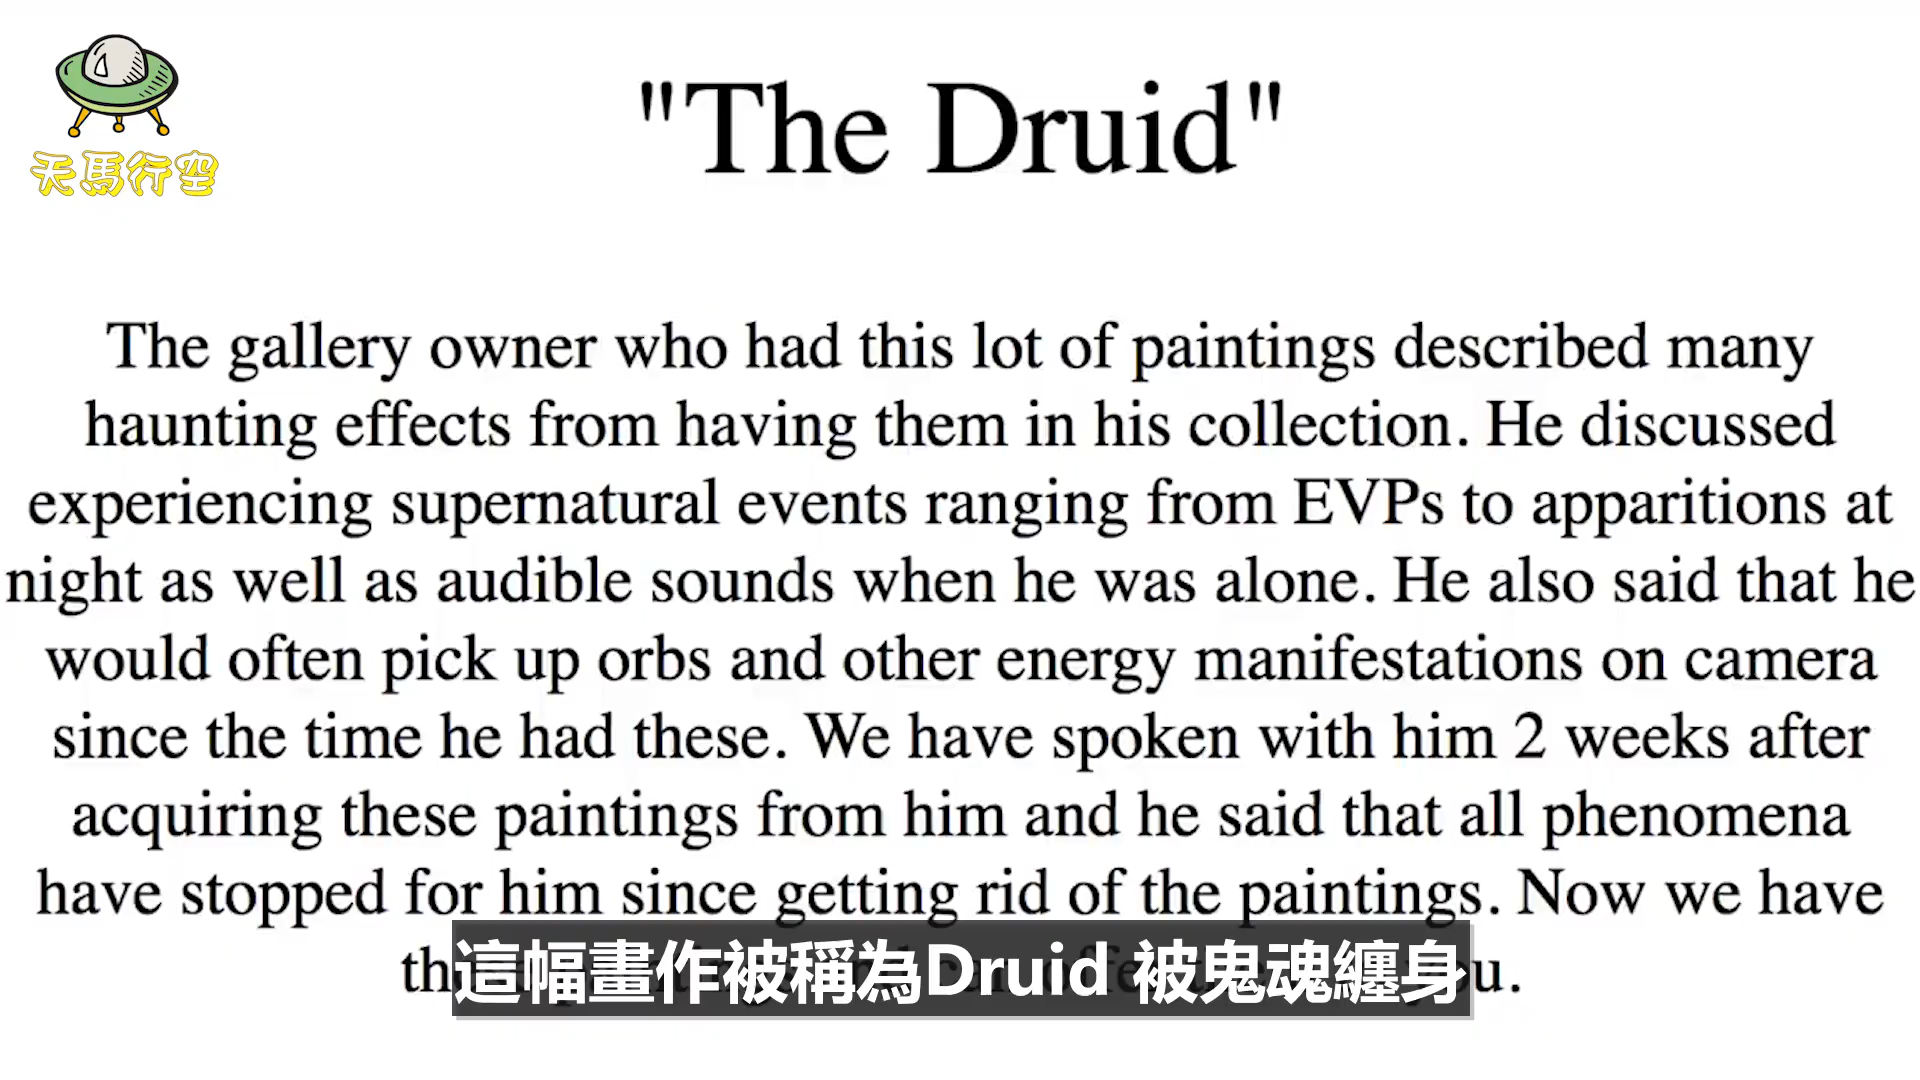 天馬行空
"The Druid"
The gallery owner who had this lot of paintings described many
haunting effects from having them in his collection. He discussed
experiencing supernatural events ranging from EVPs to apparitions at
night as well as audible sounds when he was alone. He also said that he
would often pick up orbs and other energy manifestations on camera
since the time he had these. We have spoken with him 2 weeks after
acquiring these paintings from him and he said that all phenomena
have stopped for him since getting rid of the paintings. Now we have
這幅畫作被稱為Druid 被鬼魂纏身